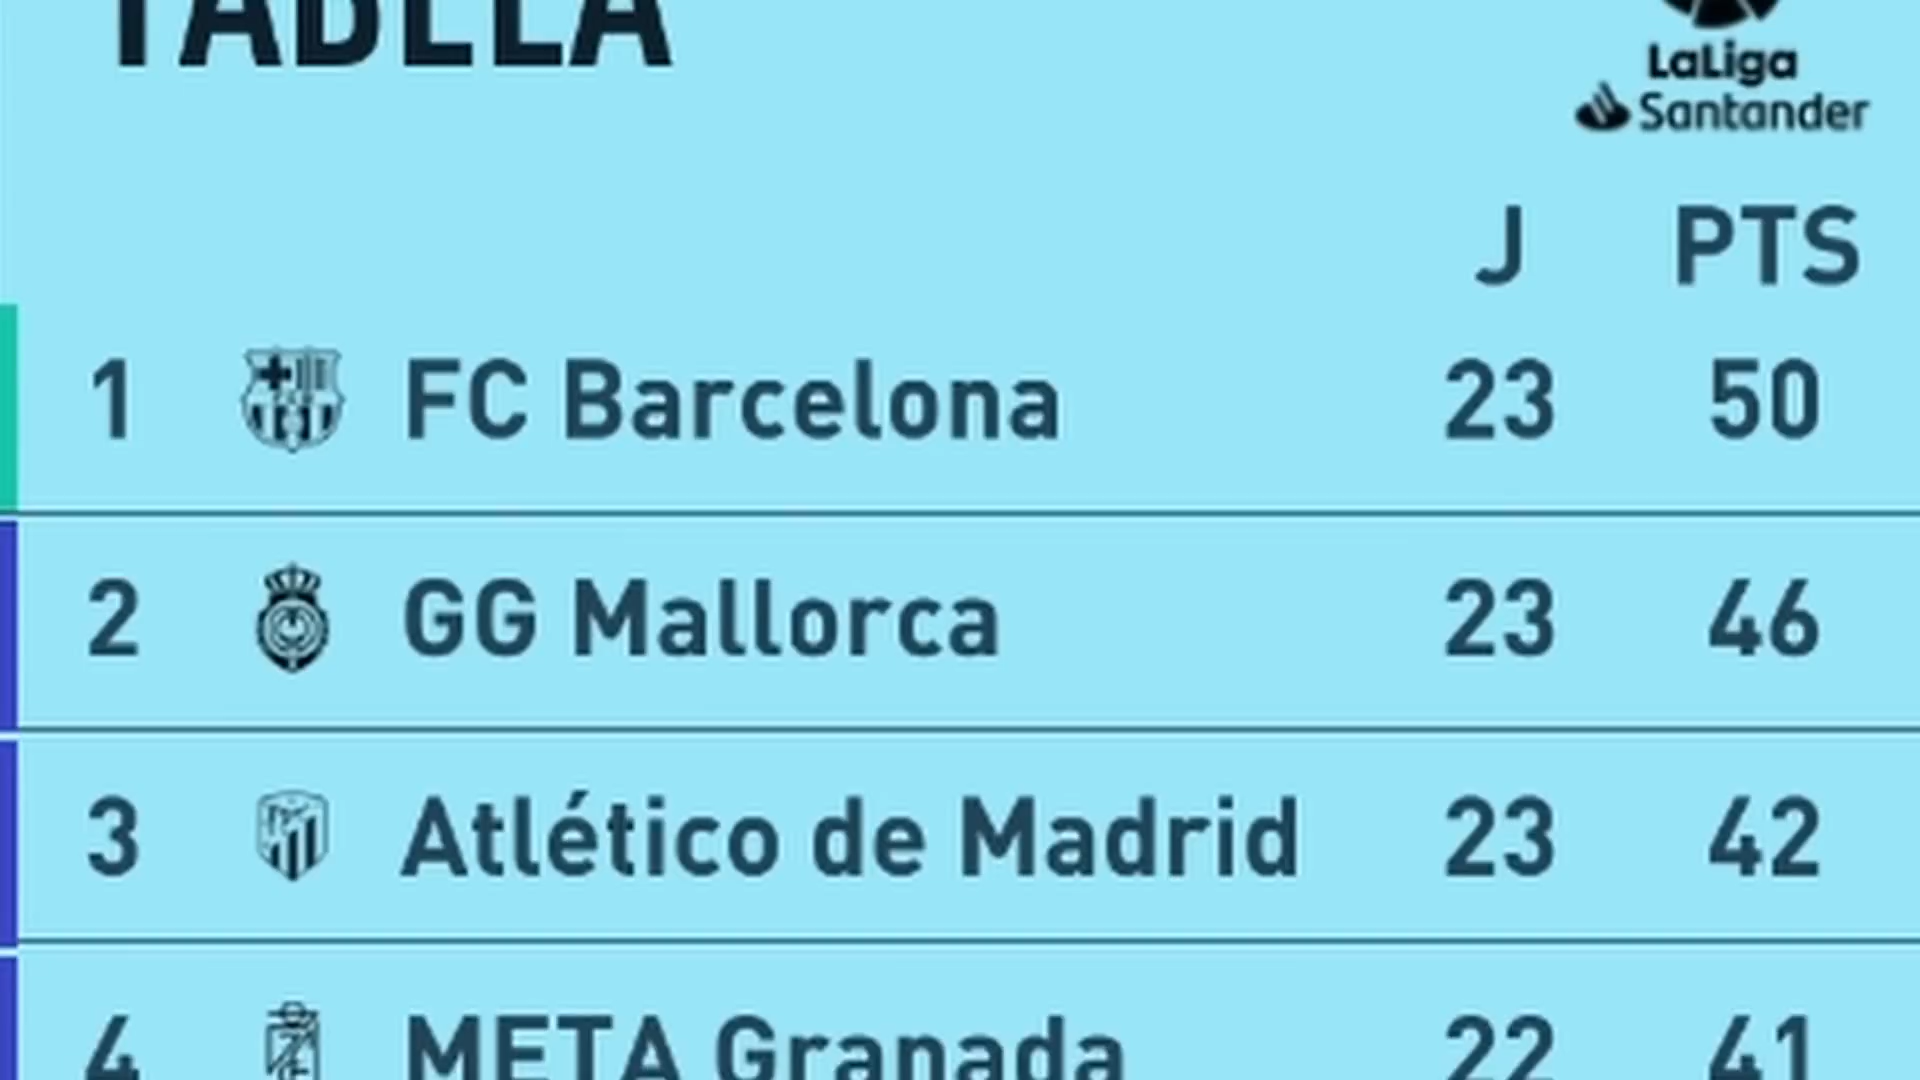 TABLA
LaLiga
Santander
J PTS
1 FC Barcelona 23 50
2 GG Mallorca 23 46
3 Atlético de Madrid 23 42
4 META Granada 22 41